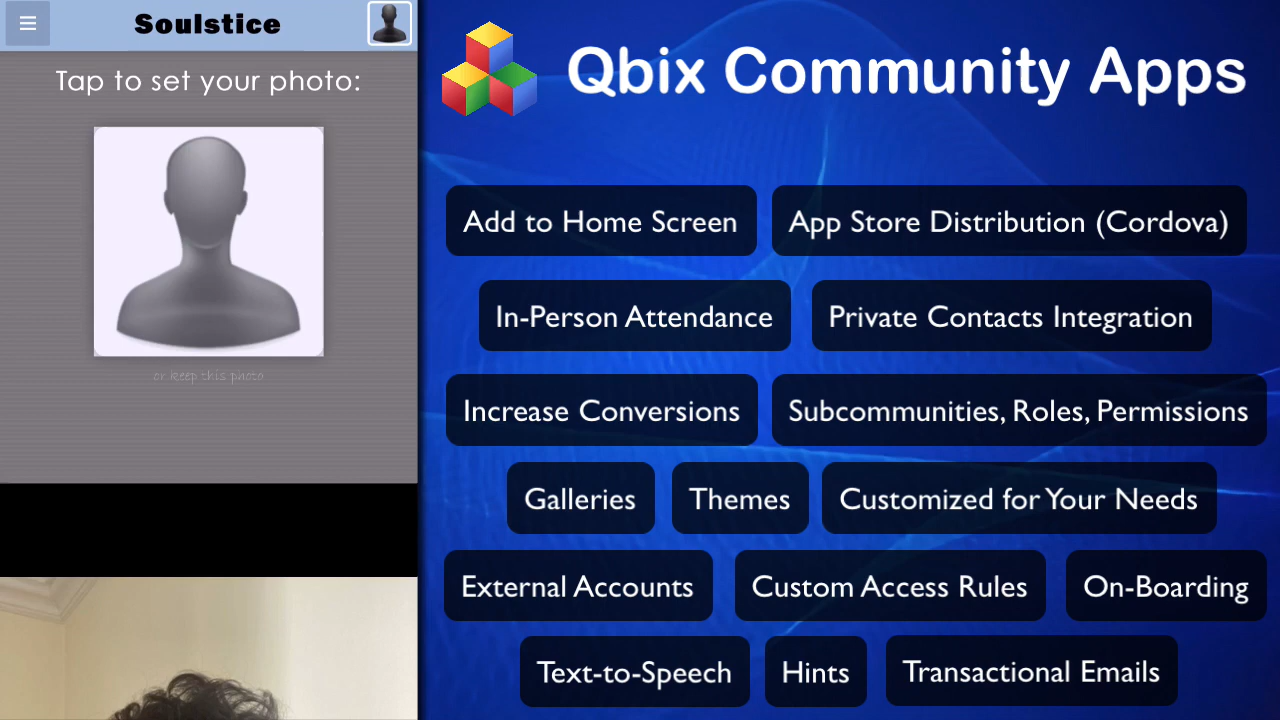 Soulstice
Tap to set your photo:
or keep this photo
Qbix Community Apps
Add to Home Screen
App Store Distribution (Cordova)
In-Person Attendance
Private Contacts Integration
Increase Conversions
Subcommunities, Roles, Permissions
Galleries
Themes
Customized for Your Needs
External Accounts
Custom Access Rules
On-Boarding
Text-to-Speech
Hints
Transactional Emails